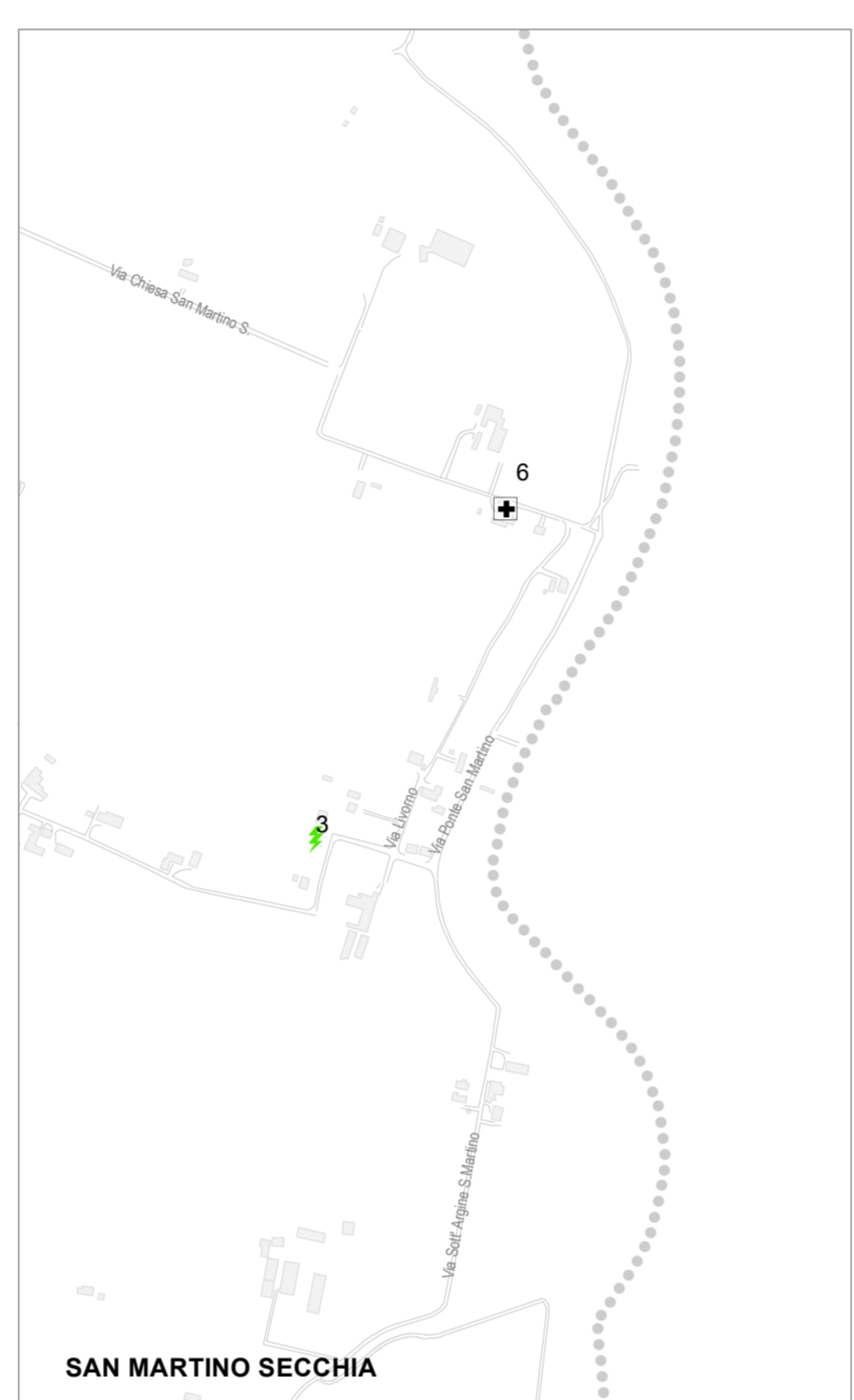 Via Chiesa San Martino S.
6
Via Livorno
Via Ponte San Martino
3
Via Sott' Argine S.Martino
SAN MARTINO SECCHIA